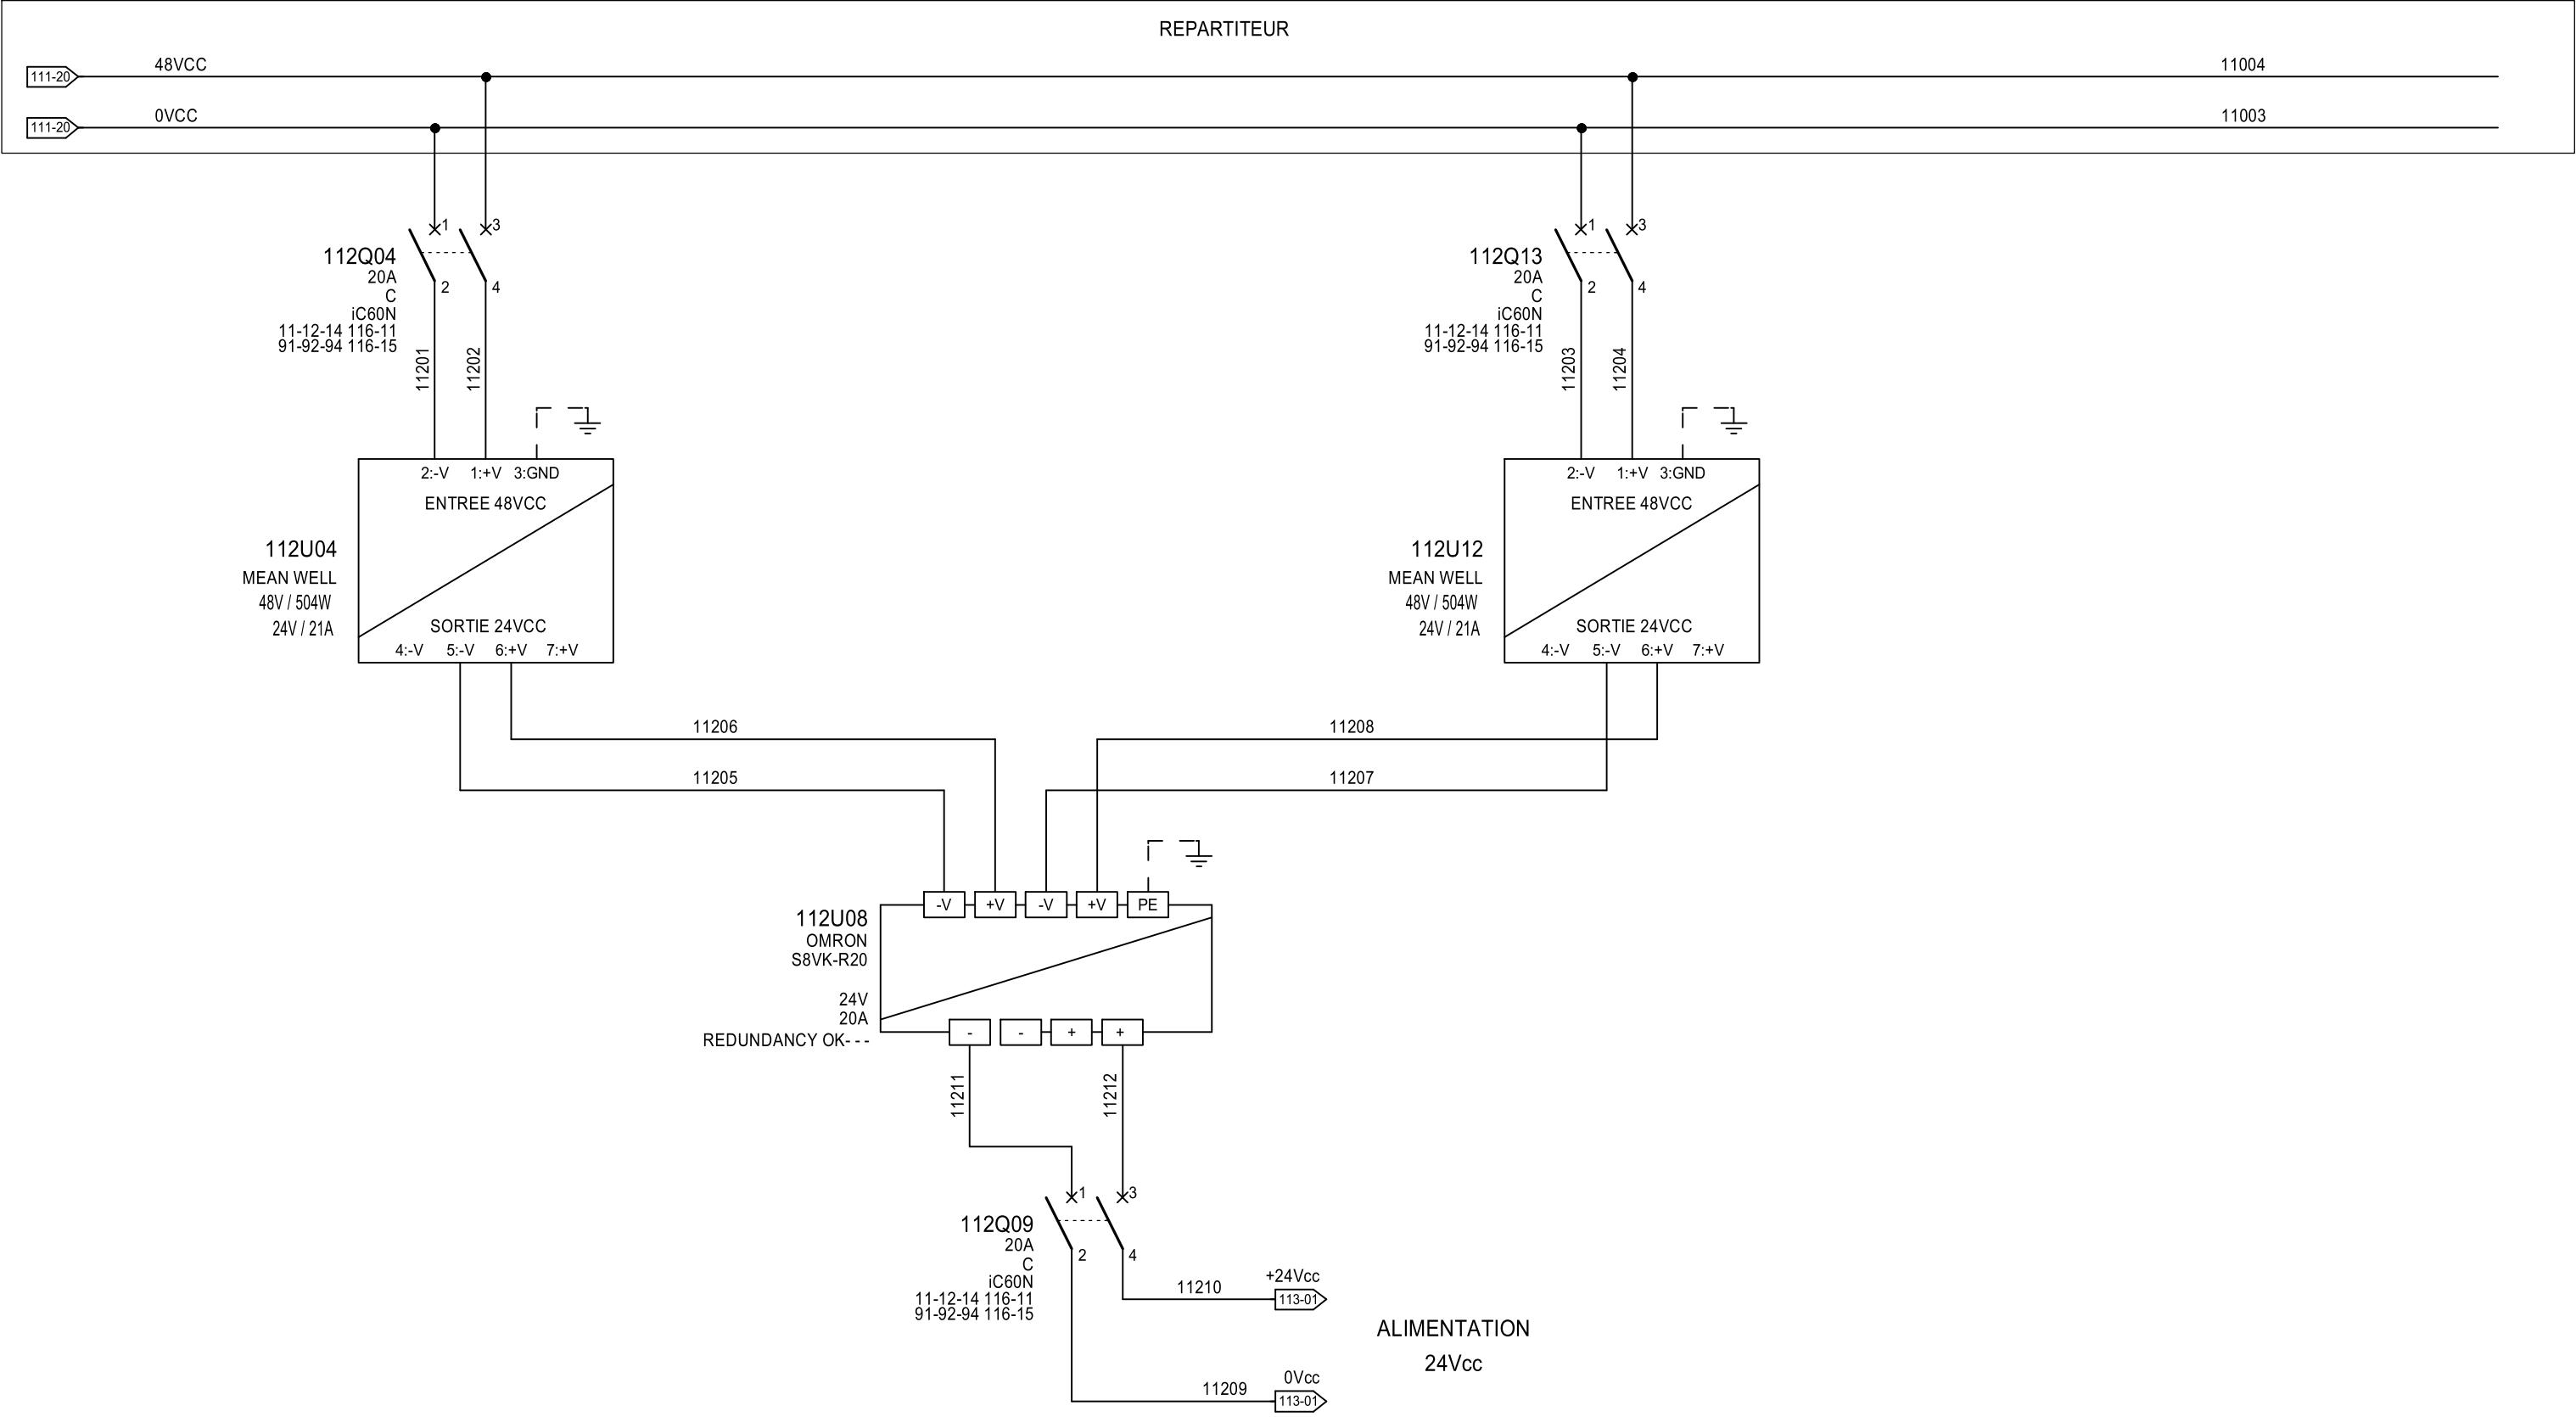 REPARTITEUR
111-20 48VCC 11004
111-20 0VCC 11003
1 3
112Q04
20A
C
iC60N
11-12-14 116-11
91-92-94 116-15
2 4
11201 11202
1 3
112Q13
20A
C
iC60N
11-12-14 116-11
91-92-94 116-15
2 4
11203 11204
2:-V 1:+V 3:GND
ENTREE 48VCC
112U04
MEAN WELL
48V / 504W
24V / 21A
SORTIE 24VCC
4:-V 5:-V 6:+V 7:+V
2:-V 1:+V 3:GND
ENTREE 48VCC
112U12
MEAN WELL
48V / 504W
24V / 21A
SORTIE 24VCC
4:-V 5:-V 6:+V 7:+V
11206 11208
11205 11207
-V +V -V +V PE
112U08
OMRON
S8VK-R20
24V
20A
REDUNDANCY OK---
- - + +
11211 11212
1 3
112Q09
20A
C
iC60N
11-12-14 116-11
91-92-94 116-15
2 4
+24Vcc
11210 113-01
ALIMENTATION
24Vcc
0Vcc
11209 113-01